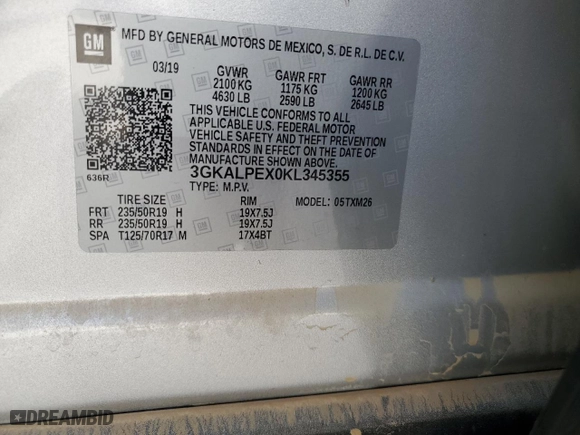 GM
MFD BY GENERAL MOTORS DE MEXICO, S. DE R.L. DE C.V.
03/19 GVWR GAWR FRT GAWR RR
2100 KG 1175 KG 1200 KG
4630 LB 2590 LB 2645 LB
THIS VEHICLE CONFORMS TO ALL
APPLICABLE U.S. FEDERAL MOTOR
VEHICLE SAFETY AND THEFT PREVENTION
STANDARDS IN EFFECT ON THE DATE OF
MANUFACTURE SHOWN ABOVE.
636R
3GKALPEX0KL345355
TYPE: M.P.V.
TIRE SIZE RIM MODEL: 05TXM26
FRT 235/50R19 H 19X7.5J
RR 235/50R19 H 19X7.5J
SPA T125/70R17 M 17X4BT
© DREAMBID